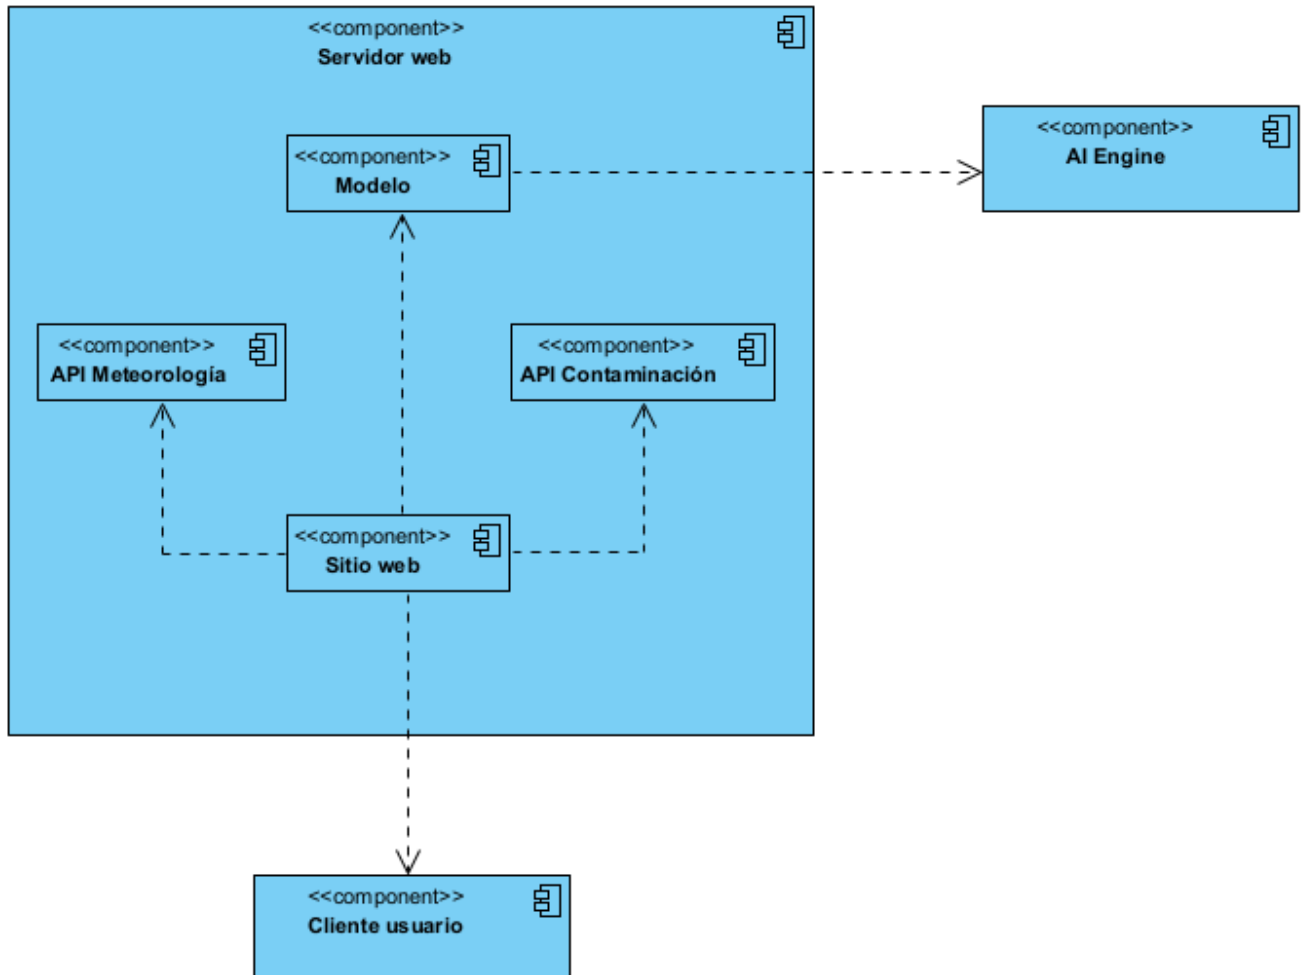 <<component>>
Servidor web
<<component>>
Modelo
<<component>>
AI Engine
<<component>>
API Meteorología
<<component>>
API Contaminación
<<component>>
Sitio web
<<component>>
Cliente usuario